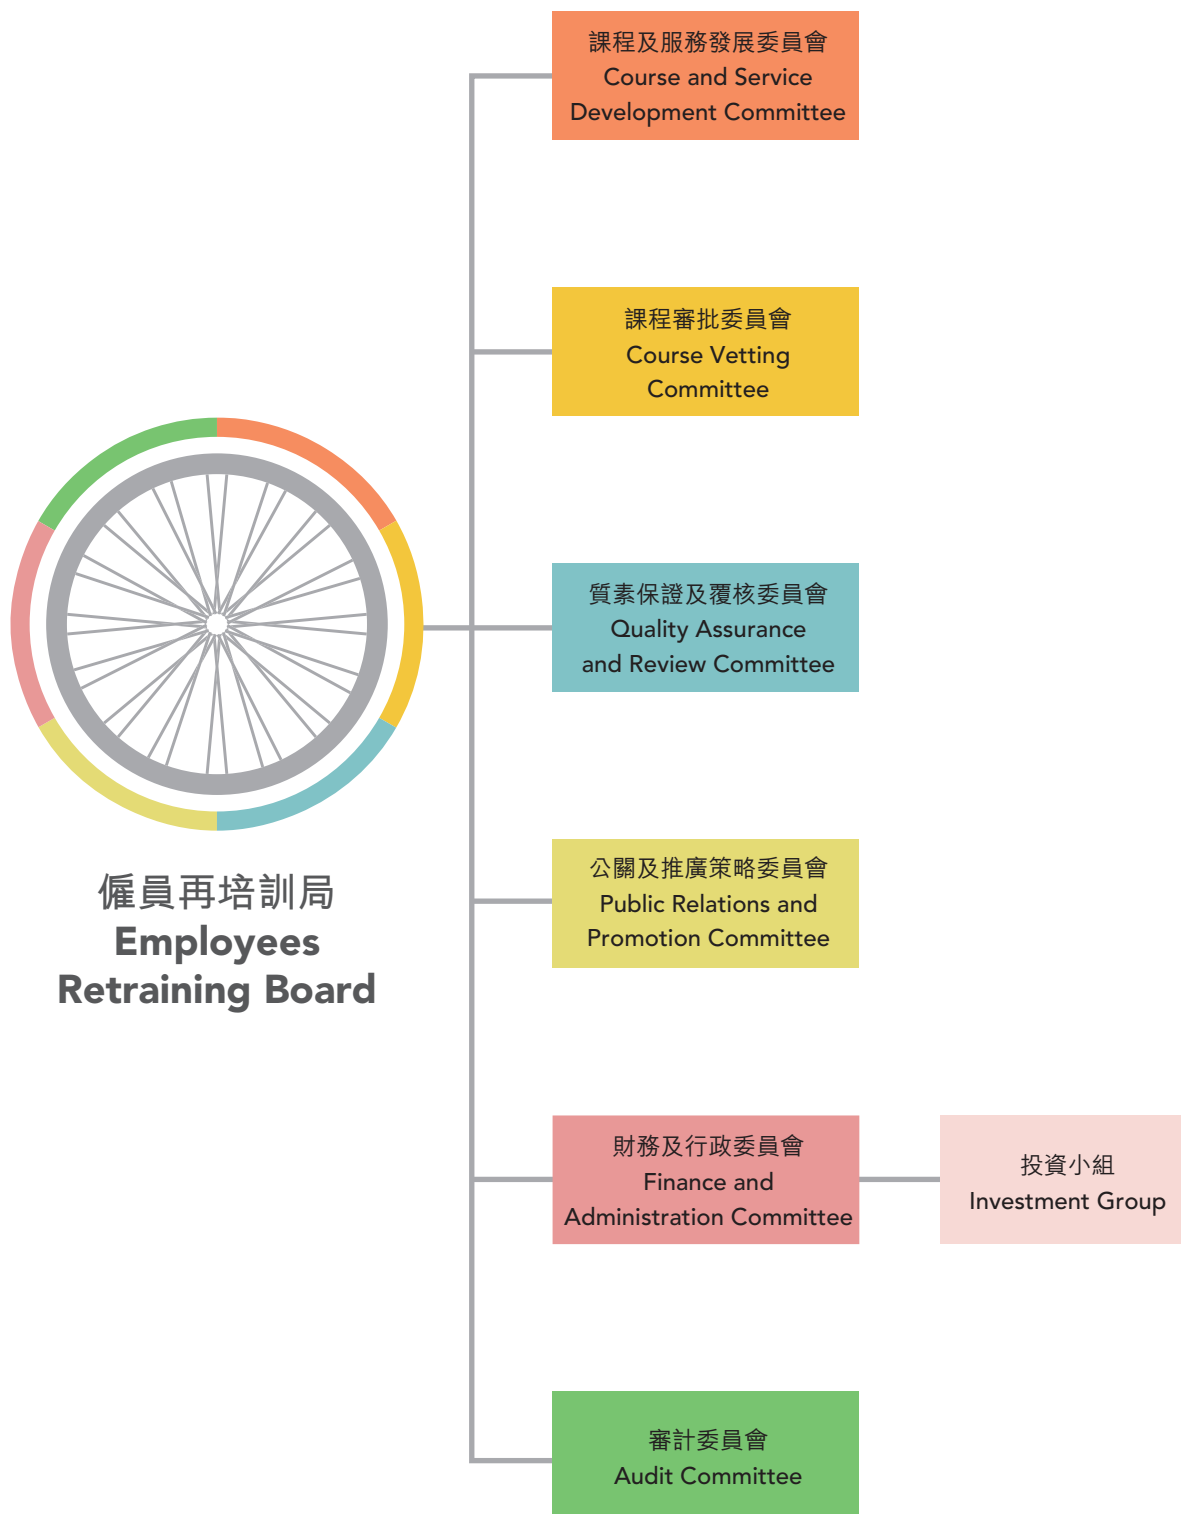 課程及服務發展委員會
Course and Service
Development Committee
課程審批委員會
Course Vetting
Committee
質素保證及覆核委員會
Quality Assurance
and Review Committee
僱員再培訓局
Employees
Retraining Board
公關及推廣策略委員會
Public Relations and
Promotion Committee
財務及行政委員會
Finance and
Administration Committee
投資小組
Investment Group
審計委員會
Audit Committee